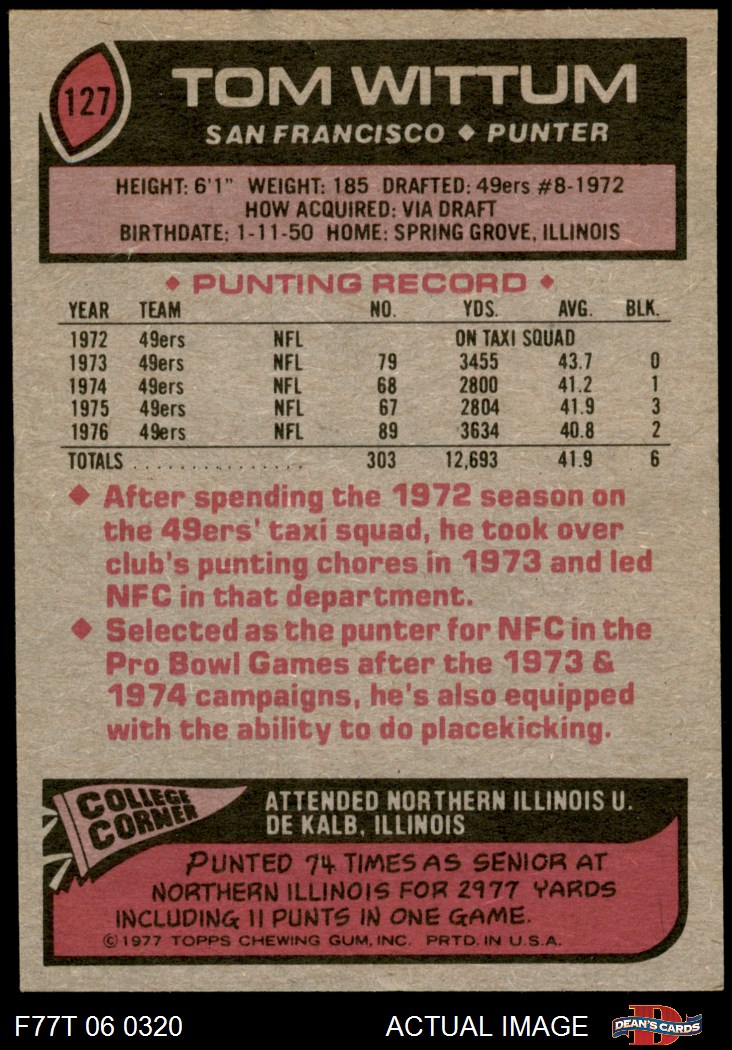 127
TOM WITTUM
SAN FRANCISCO ◆ PUNTER
HEIGHT: 6'1" WEIGHT: 185 DRAFTED: 49ers #8-1972
HOW ACQUIRED: VIA DRAFT
BIRTHDATE: 1-11-50 HOME: SPRING GROVE, ILLINOIS
◆ PUNTING RECORD ◆
YEAR TEAM NO. YDS. AVG. BLK.
1972 49ers NFL ON TAXI SQUAD
1973 49ers NFL 79 3455 43.7 0
1974 49ers NFL 68 2800 41.2 1
1975 49ers NFL 67 2804 41.9 3
1976 49ers NFL 89 3634 40.8 2
TOTALS . . . . . . . . . . . . . . . . 303 12,693 41.9 6
◆ After spending the 1972 season on
the 49ers' taxi squad, he took over
club's punting chores in 1973 and led
NFC in that department.
◆ Selected as the punter for NFC in the
Pro Bowl Games after the 1973 &
1974 campaigns, he's also equipped
with the ability to do placekicking.
COLLEGE
CORNER
ATTENDED NORTHERN ILLINOIS U.
DE KALB, ILLINOIS
PUNTED 74 TIMES AS SENIOR AT
NORTHERN ILLINOIS FOR 2977 YARDS
INCLUDING 11 PUNTS IN ONE GAME.
© 1977 TOPPS CHEWING GUM, INC. PRTD. IN U.S.A.
F77T 06 0320 ACTUAL IMAGE
D
DEAN'S CARDS